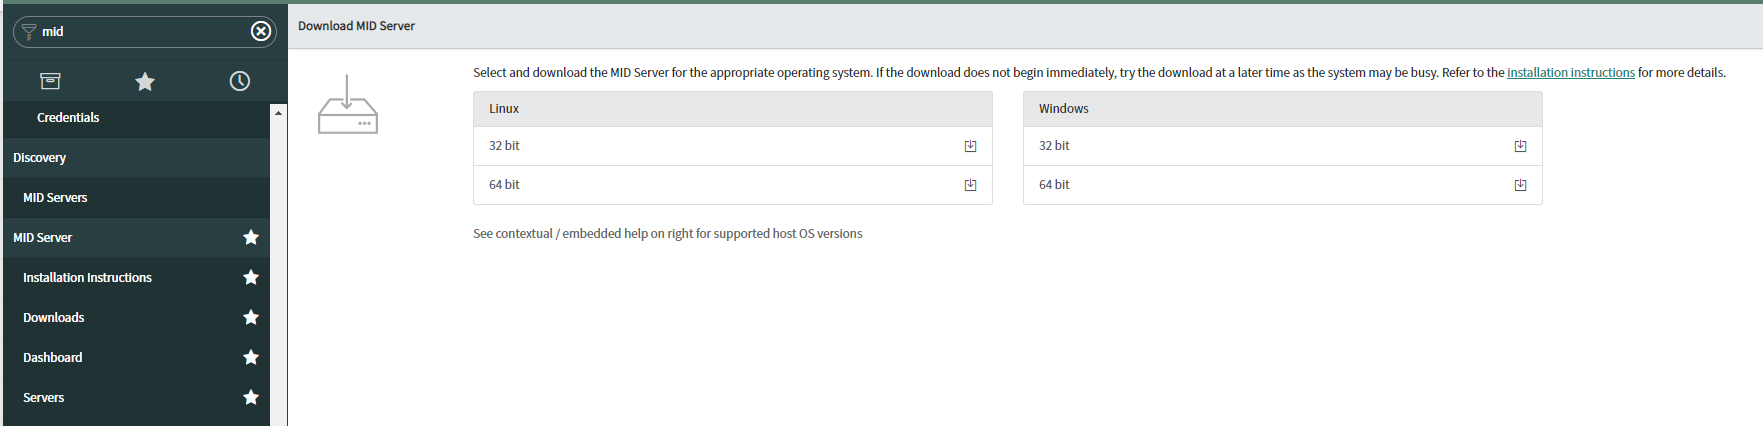 mid
Credentials
Discovery
MID Servers
MID Server
Installation Instructions
Downloads
Dashboard
Servers
Download MID Server
Select and download the MID Server for the appropriate operating system. If the download does not begin immediately, try the download at a later time as the system may be busy. Refer to the installation instructions for more details.
Linux
32 bit
64 bit
Windows
32 bit
64 bit
See contextual / embedded help on right for supported host OS versions